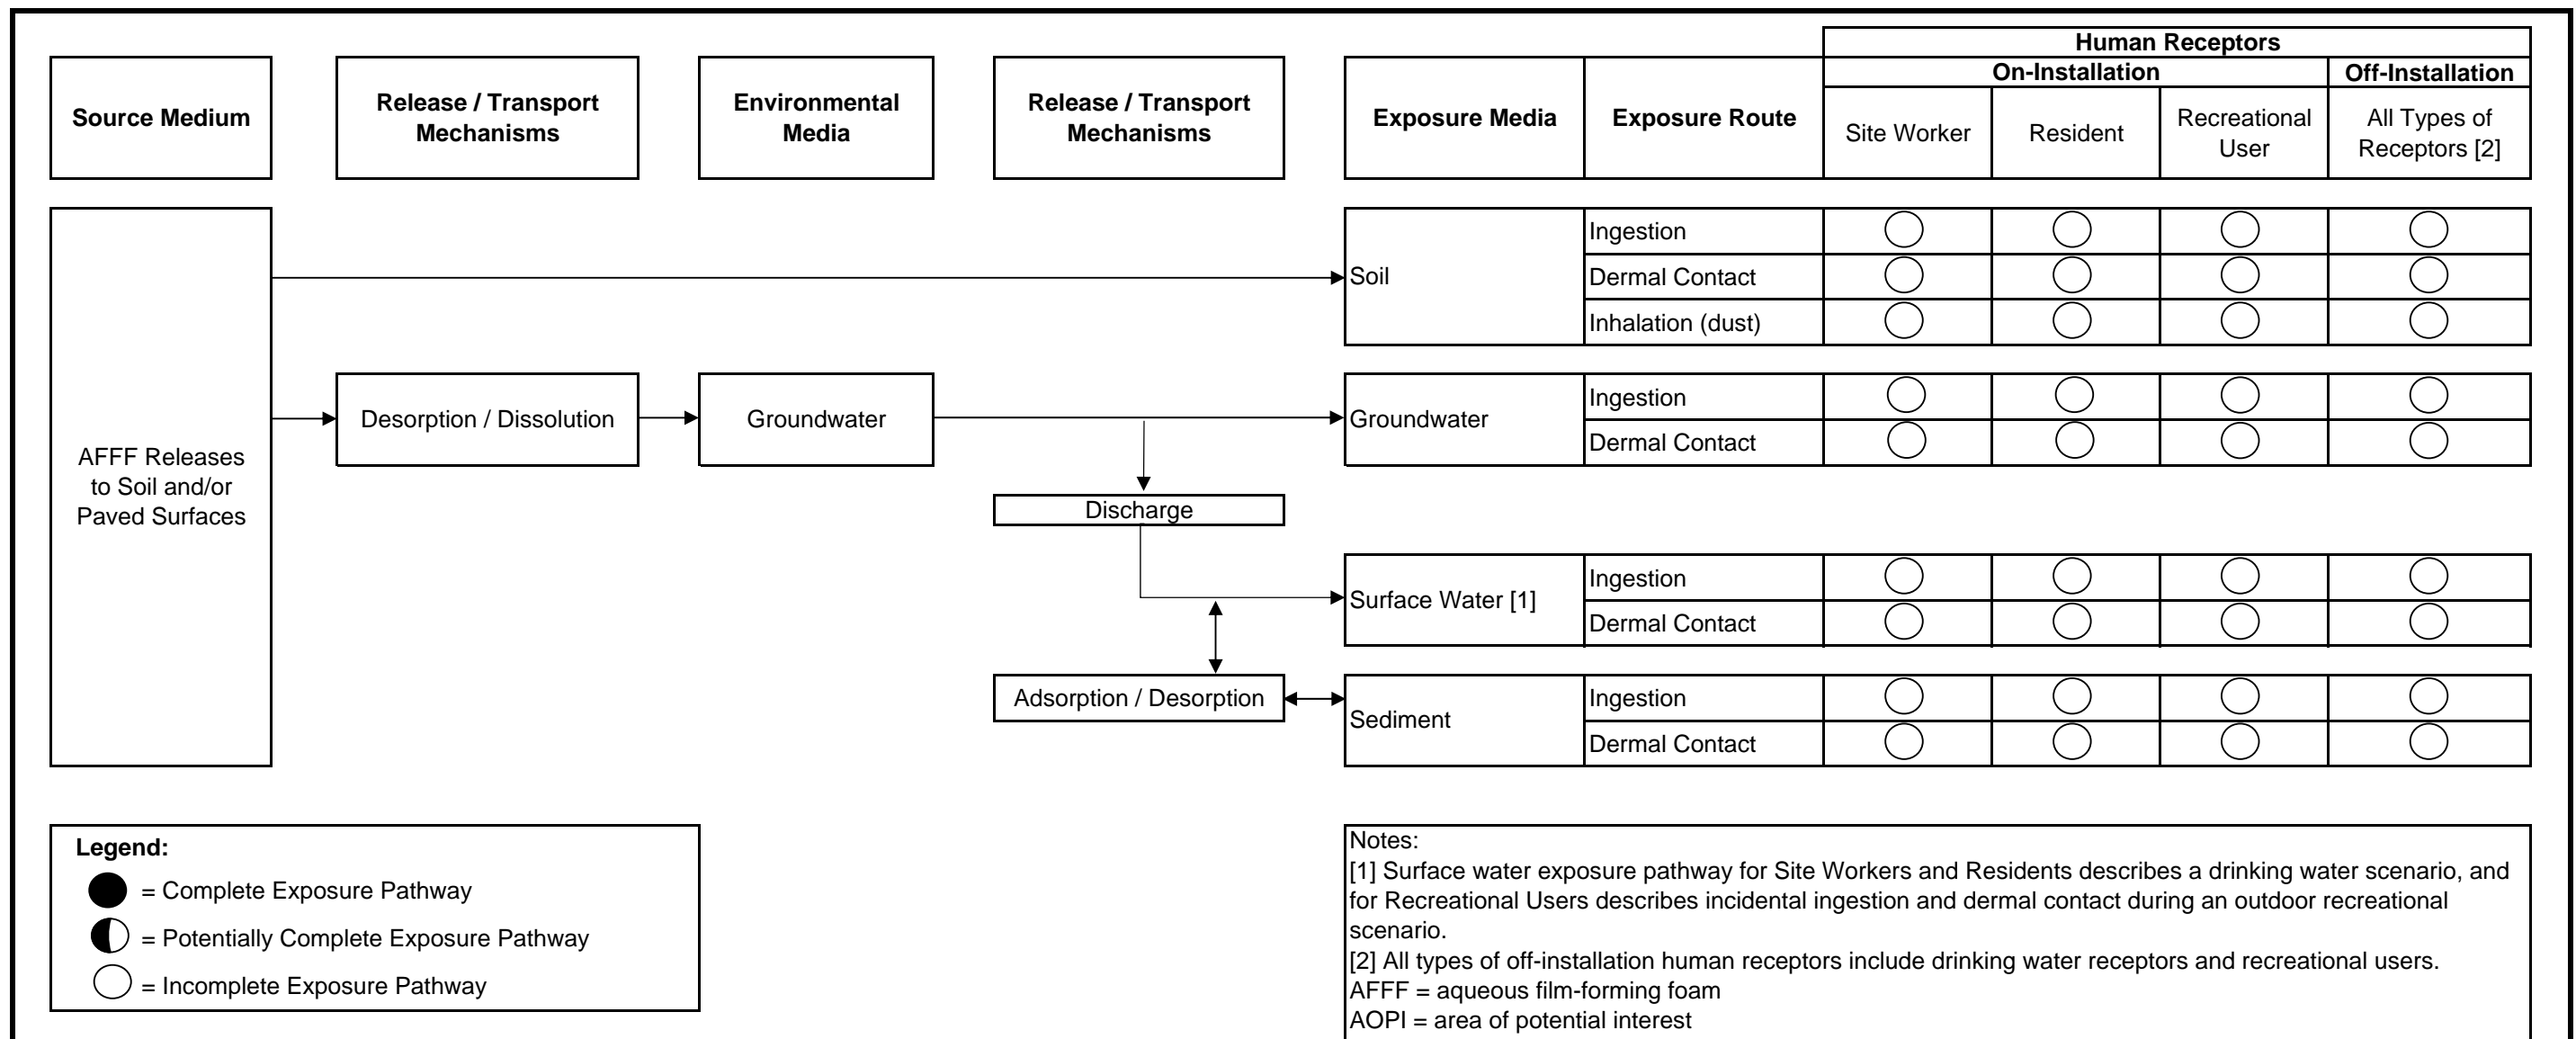 Human Receptors
On-Installation
Off-Installation
Source Medium
Release / Transport
Mechanisms
Environmental
Media
Release / Transport
Mechanisms
Exposure Media
Exposure Route
Site Worker
Resident
Recreational
User
All Types of
Receptors [2]
AFFF Releases
to Soil and/or
Paved Surfaces
Soil
Ingestion
Dermal Contact
Inhalation (dust)
Desorption / Dissolution
Groundwater
Groundwater
Ingestion
Dermal Contact
Discharge
Surface Water [1]
Ingestion
Dermal Contact
Adsorption / Desorption
Sediment
Ingestion
Dermal Contact
Legend:
= Complete Exposure Pathway
= Potentially Complete Exposure Pathway
= Incomplete Exposure Pathway
Notes:
[1] Surface water exposure pathway for Site Workers and Residents describes a drinking water scenario, and
for Recreational Users describes incidental ingestion and dermal contact during an outdoor recreational
scenario.
[2] All types of off-installation human receptors include drinking water receptors and recreational users.
AFFF = aqueous film-forming foam
AOPI = area of potential interest